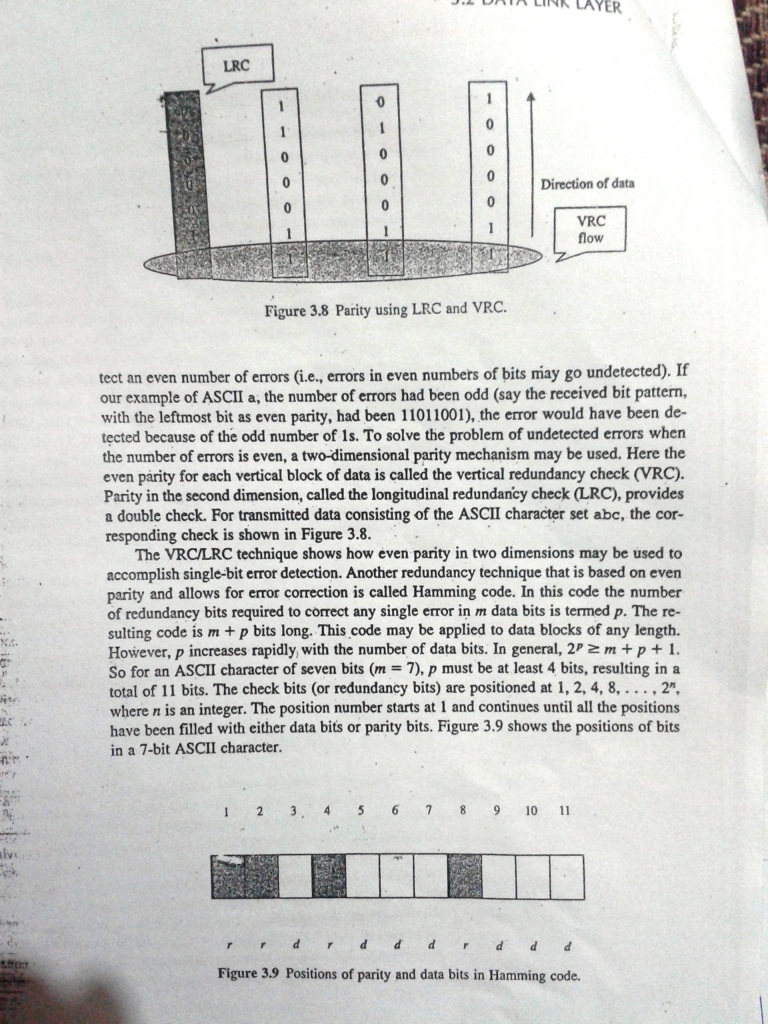 3.2 DATA LINK LAYER
LRC
1 0 1
1 1 0
0 0 0
0 0 0
0 0 0
1 1 1
1 1 1
Direction of data
VRC
flow
Figure 3.8 Parity using LRC and VRC.
tect an even number of errors (i.e., errors in even numbers of bits may go undetected). If
our example of ASCII a, the number of errors had been odd (say the received bit pattern,
with the leftmost bit as even parity, had been 11011001), the error would have been de-
tected because of the odd number of 1s. To solve the problem of undetected errors when
the number of errors is even, a two-dimensional parity mechanism may be used. Here the
even parity for each vertical block of data is called the vertical redundancy check (VRC).
Parity in the second dimension, called the longitudinal redundancy check (LRC), provides
a double check. For transmitted data consisting of the ASCII character set abc, the cor-
responding check is shown in Figure 3.8.
The VRC/LRC technique shows how even parity in two dimensions may be used to
accomplish single-bit error detection. Another redundancy technique that is based on even
parity and allows for error correction is called Hamming code. In this code the number
of redundancy bits required to correct any single error in m data bits is termed p. The re-
sulting code is m + p bits long. This code may be applied to data blocks of any length.
However, p increases rapidly with the number of data bits. In general, 2ᵖ ≥ m + p + 1.
So for an ASCII character of seven bits (m = 7), p must be at least 4 bits, resulting in a
total of 11 bits. The check bits (or redundancy bits) are positioned at 1, 2, 4, 8, . . . , 2ⁿ,
where n is an integer. The position number starts at 1 and continues until all the positions
have been filled with either data bits or parity bits. Figure 3.9 shows the positions of bits
in a 7-bit ASCII character.
1 2 3 4 5 6 7 8 9 10 11
r r d r d d d r d d d
Figure 3.9 Positions of parity and data bits in Hamming code.